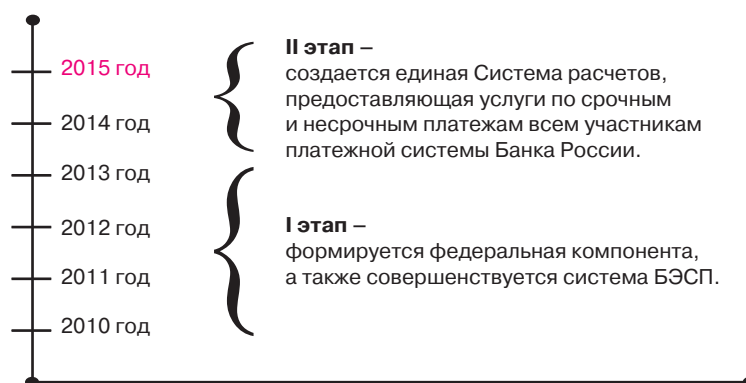 2015 год
2014 год
2013 год
2012 год
2011 год
2010 год
II этап –
создается единая Система расчетов,
предоставляющая услуги по срочным
и несрочным платежам всем участникам
платежной системы Банка России.
I этап –
формируется федеральная компонента,
а также совершенствуется система БЭСП.